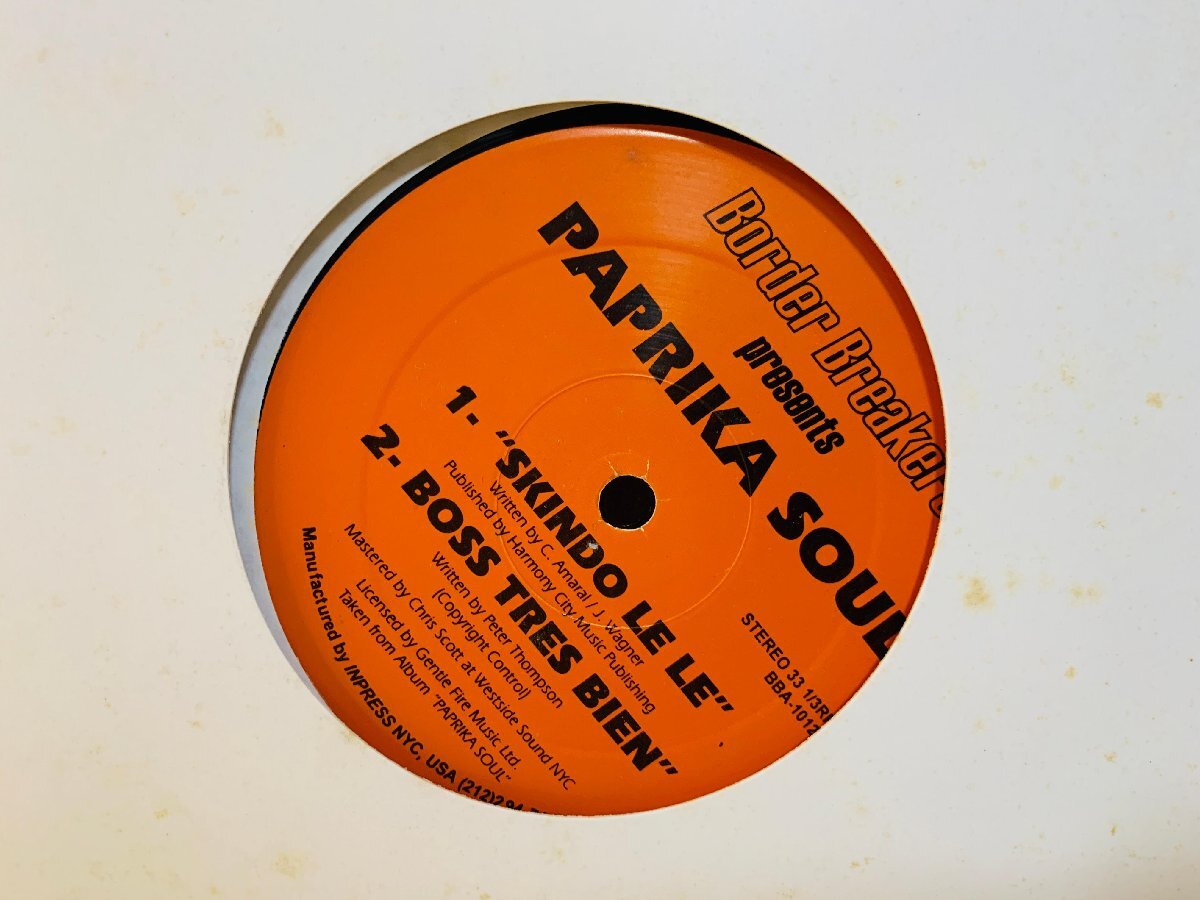 Border Breakers
presents
PAPRIKA SOUL
STEREO 33 1/3R
BBA-1012
1- "SKINDO LE LE"
Written by C. Amaral / J. Wagner
Published by Harmony City Music Publishing
2- BOSS TRES BIEN"
Written by Peter Thompson
(Copyright Control)
Mastered by Chris Scott at Westside Sound NYC
Licensed by Gentle Fire Music Ltd.
Taken from Album "PAPRIKA SOUL"
Manufactured by INPRESS NYC, USA (212)